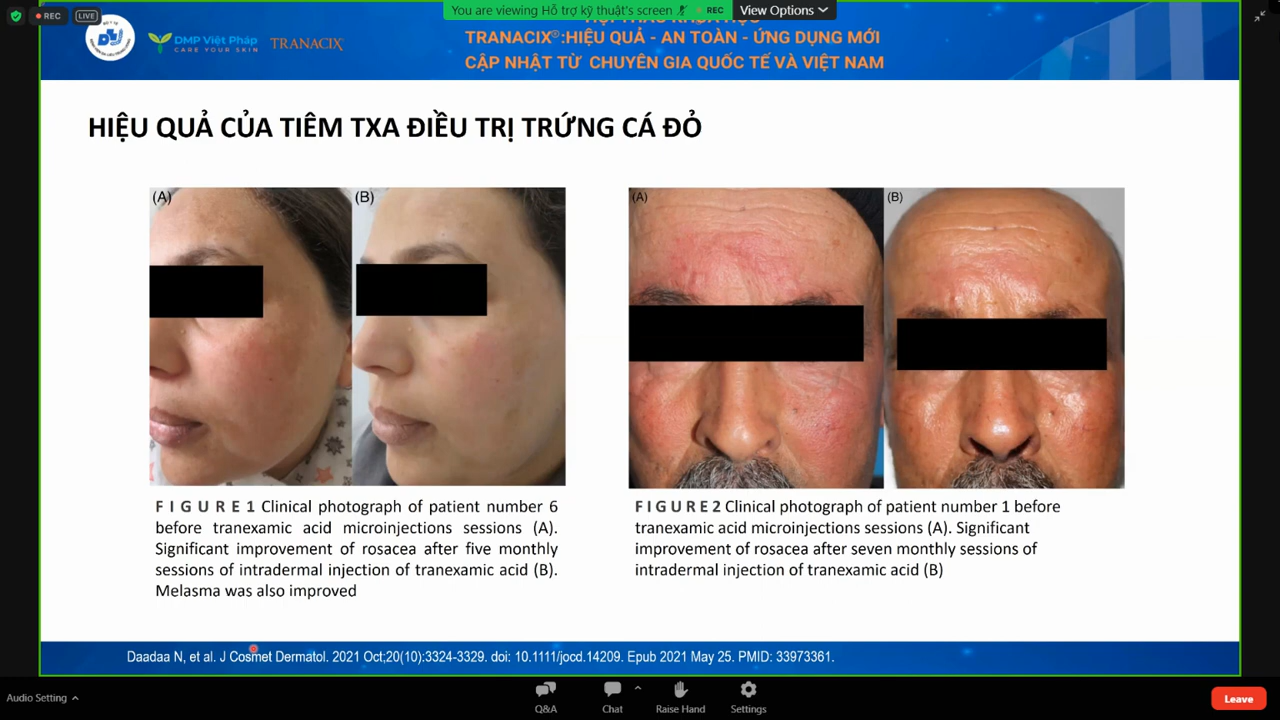 REC
LIVE
You are viewing Hỗ trợ kỹ thuật's screen
REC
View Options
DMP Việt Pháp
CARE YOUR SKIN
TRANACIX
HỘI THẢO KHOA HỌC
TRANACIX®:HIỆU QUẢ - AN TOÀN - ỨNG DỤNG MỚI
CẬP NHẬT TỪ CHUYÊN GIA QUỐC TẾ VÀ VIỆT NAM
HIỆU QUẢ CỦA TIÊM TXA ĐIỀU TRỊ TRỨNG CÁ ĐỎ
(A)
(B)
(A)
(B)
FIGURE 1 Clinical photograph of patient number 6
before tranexamic acid microinjections sessions (A).
Significant improvement of rosacea after five monthly
sessions of intradermal injection of tranexamic acid (B).
Melasma was also improved
FIGURE 2 Clinical photograph of patient number 1 before
tranexamic acid microinjections sessions (A). Significant
improvement of rosacea after seven monthly sessions of
intradermal injection of tranexamic acid (B)
Daadaa N, et al. J Cosmet Dermatol. 2021 Oct;20(10):3324-3329. doi: 10.1111/jocd.14209. Epub 2021 May 25. PMID: 33973361.
Audio Setting
Q&A
Chat
Raise Hand
Settings
Leave